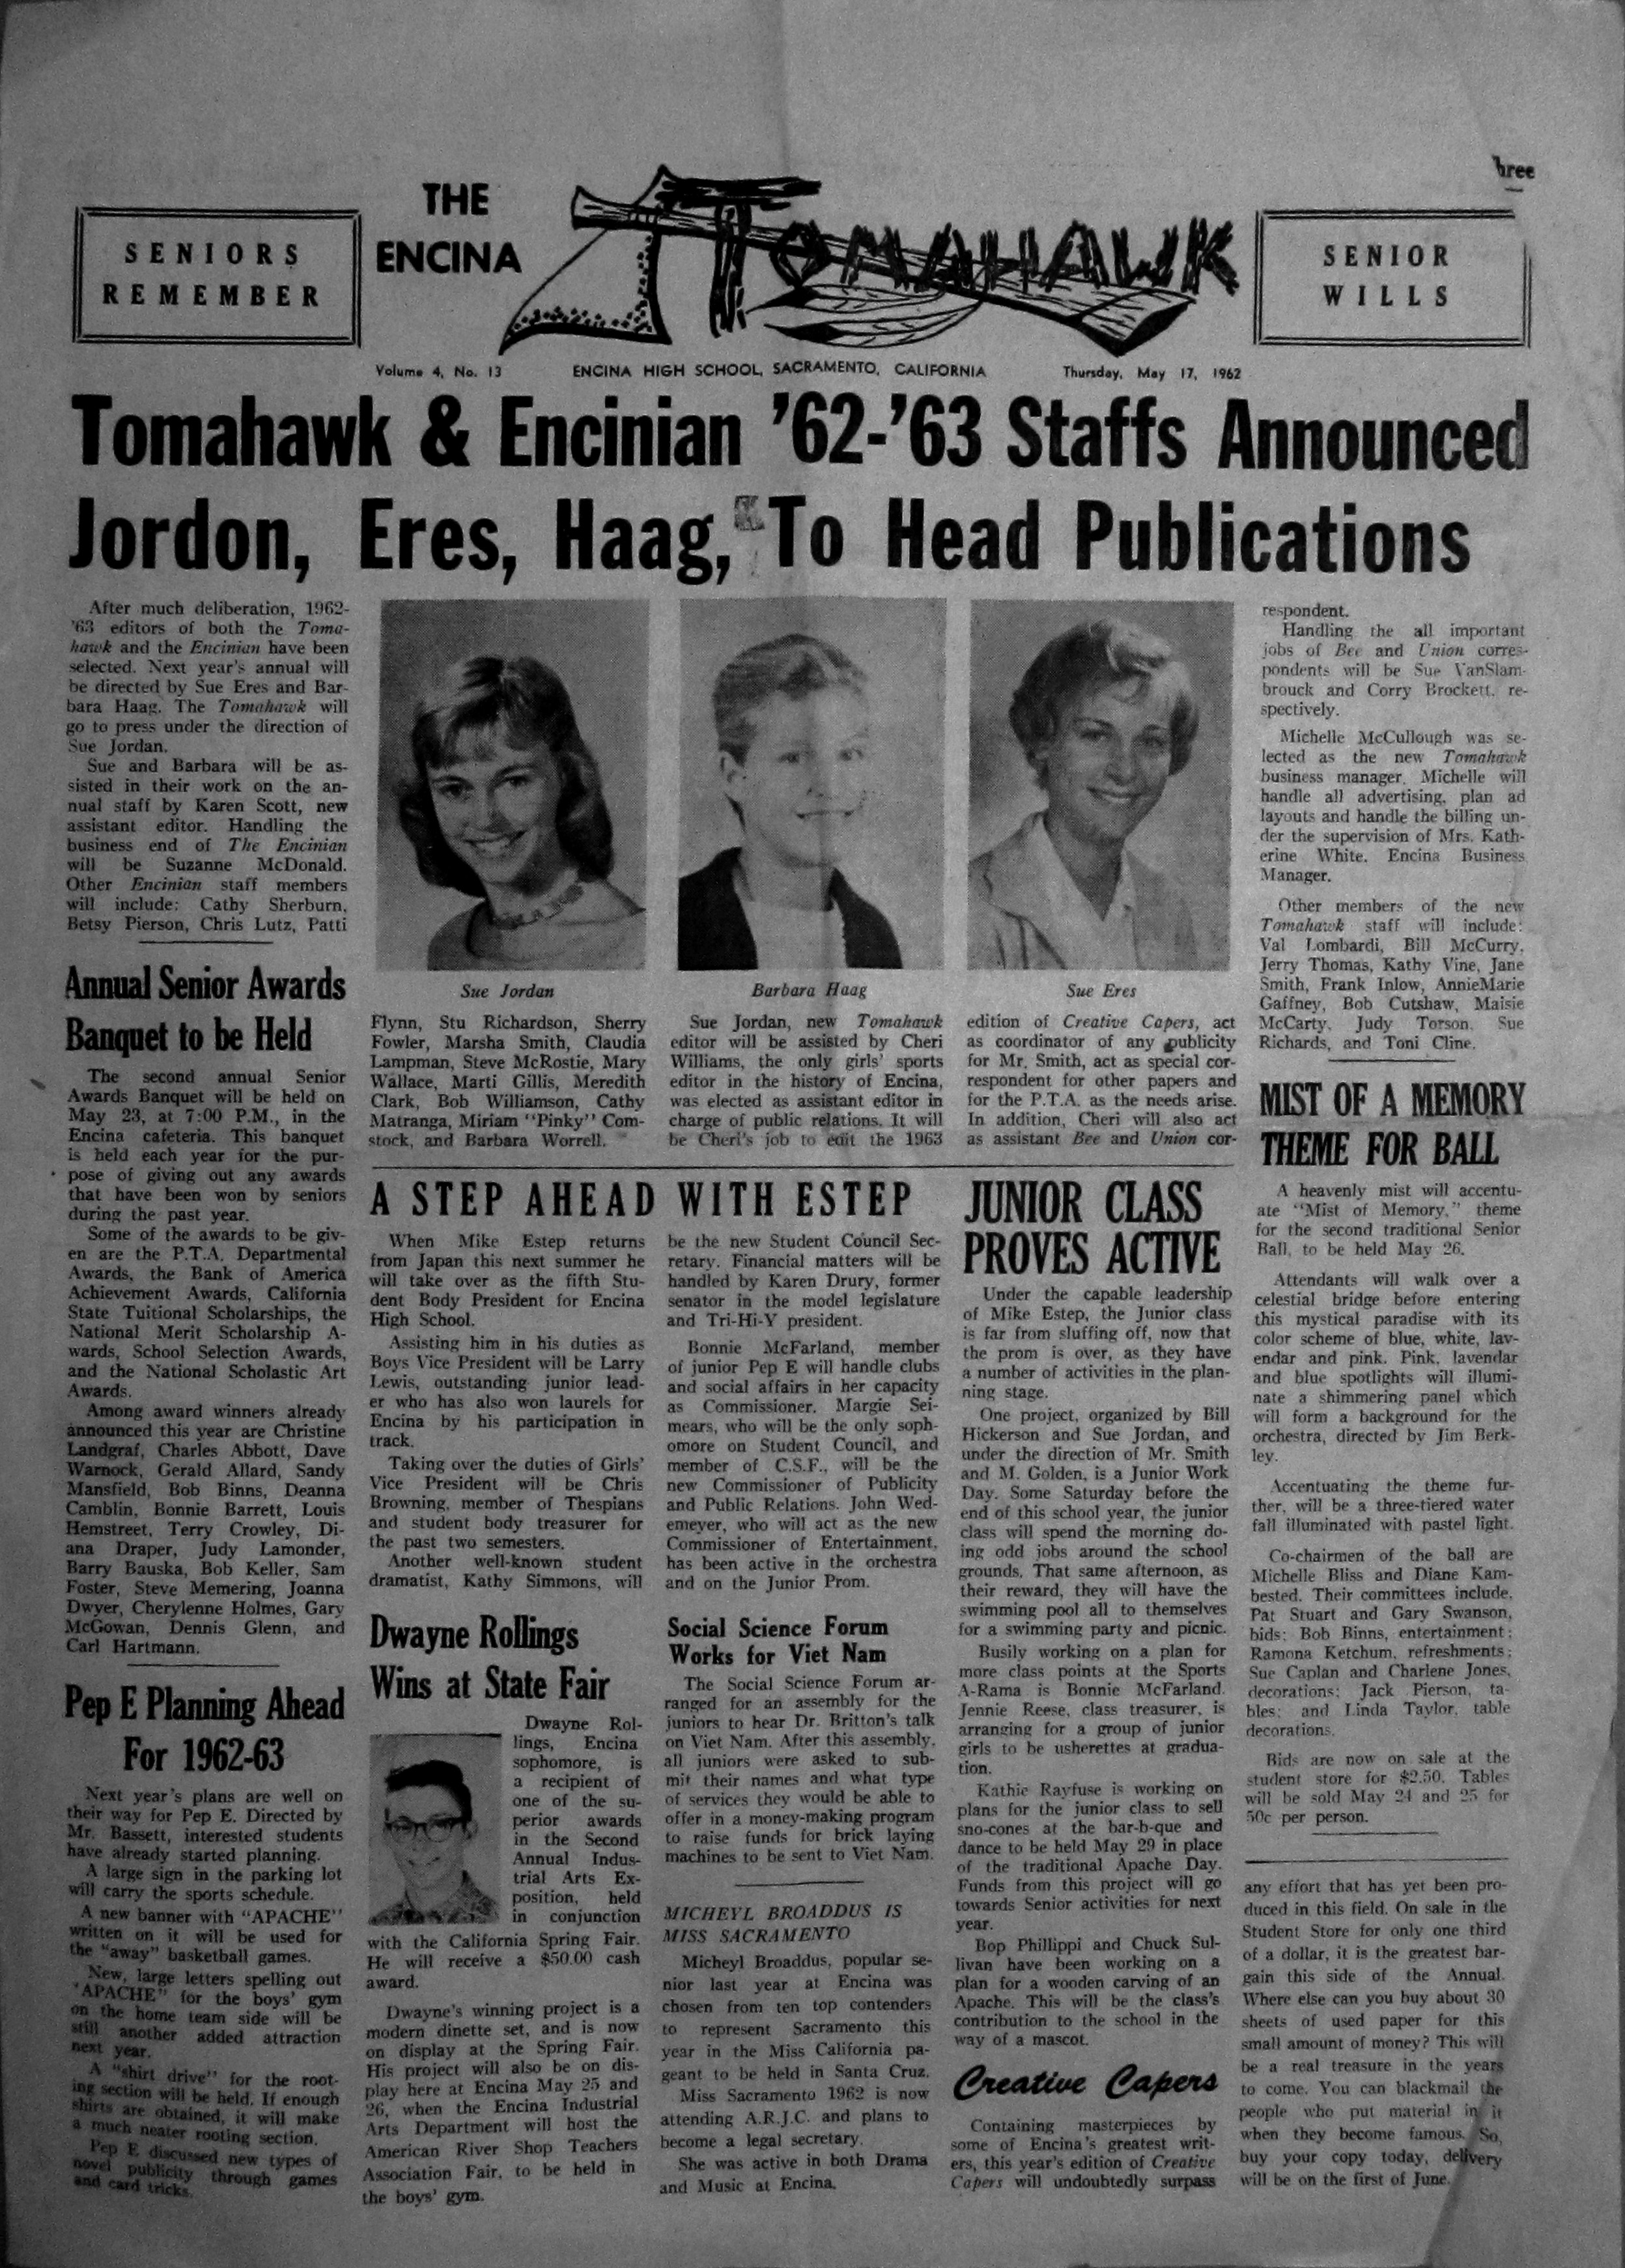 hree
SENIORS
REMEMBER
THE
ENCINA
TOMAHAWK
SENIOR
WILLS
Volume 4, No. 13
ENCINA HIGH SCHOOL, SACRAMENTO, CALIFORNIA
Thursday, May 17, 1962
Tomahawk & Encinian '62-'63 Staffs Announced
Jordon, Eres, Haag, To Head Publications
After much deliberation, 1962-
'63 editors of both the Toma-
hawk and the Encinian have been
selected. Next year's annual will
be directed by Sue Eres and Bar-
bara Haag. The Tomahawk will
go to press under the direction of
Sue Jordan.
Sue and Barbara will be as-
sisted in their work on the an-
nual staff by Karen Scott, new
assistant editor. Handling the
business end of The Encinian
will be Suzanne McDonald.
Other Encinian staff members
will include: Cathy Sherburn,
Betsy Pierson, Chris Lutz, Patti
Sue Jordan
Barbara Haag
Sue Eres
Flynn, Stu Richardson, Sherry
Fowler, Marsha Smith, Claudia
Lampman, Steve McRostie, Mary
Wallace, Marti Gillis, Meredith
Clark, Bob Williamson, Cathy
Matranga, Miriam "Pinky" Com-
stock, and Barbara Worrell.
Sue Jordan, new Tomahawk
editor will be assisted by Cheri
Williams, the only girls' sports
editor in the history of Encina,
was elected as assistant editor in
charge of public relations. It will
be Cheri's job to edit the 1963
edition of Creative Capers, act
as coordinator of any publicity
for Mr. Smith, act as special cor-
respondent for other papers and
for the P.T.A. as the needs arise.
In addition, Cheri will also act
as assistant Bee and Union cor-
respondent.
Handling the all important
jobs of Bee and Union corres-
pondents will be Sue VanSlam-
brouck and Corry Brockett, re-
spectively.
Michelle McCullough was se-
lected as the new Tomahawk
business manager. Michelle will
handle all advertising, plan ad
layouts and handle the billing un-
der the supervision of Mrs. Kath-
erine White, Encina Business
Manager.
Other members of the new
Tomahawk staff will include:
Val Lombardi, Bill McCurry,
Jerry Thomas, Kathy Vine, Jane
Smith, Frank Inlow, AnnieMarie
Gaffney, Bob Cutshaw, Maisie
McCarty, Judy Torson, Sue
Richards, and Toni Cline.
Annual Senior Awards
Banquet to be Held
The second annual Senior
Awards Banquet will be held on
May 23, at 7:00 P.M., in the
Encina cafeteria. This banquet
is held each year for the pur-
pose of giving out any awards
that have been won by seniors
during the past year.
Some of the awards to be giv-
en are the P.T.A. Departmental
Awards, the Bank of America
Achievement Awards, California
State Tuitional Scholarships, the
National Merit Scholarship A-
wards, School Selection Awards,
and the National Scholastic Art
Awards.
Among award winners already
announced this year are Christine
Landgraf, Charles Abbott, Dave
Warnock, Gerald Allard, Sandy
Mansfield, Bob Binns, Deanna
Camblin, Bonnie Barrett, Louis
Hemstreet, Terry Crowley, Di-
ana Draper, Judy Lamonder,
Barry Bauska, Bob Keller, Sam
Foster, Steve Memering, Joanna
Dwyer, Cherylenne Holmes, Gary
McGowan, Dennis Glenn, and
Carl Hartmann.
Pep E Planning Ahead
For 1962-63
Next year's plans are well on
their way for Pep E. Directed by
Mr. Bassett, interested students
have already started planning.
A large sign in the parking lot
will carry the sports schedule.
A new banner with "APACHE"
written on it will be used for
the "away" basketball games.
New, large letters spelling out
"APACHE" for the boys' gym
on the home team side will be
still another added attraction
next year.
A "shirt drive" for the root-
ing section will be held. If enough
shirts are obtained, it will make
a much neater rooting section.
Pep E discussed new types of
novel publicity through games
and card tricks.
A STEP AHEAD WITH ESTEP
When Mike Estep returns
from Japan this next summer he
will take over as the fifth Stu-
dent Body President for Encina
High School.
Assisting him in his duties as
Boys Vice President will be Larry
Lewis, outstanding junior lead-
er who has also won laurels for
Encina by his participation in
track.
Taking over the duties of Girls'
Vice President will be Chris
Browning, member of Thespians
and student body treasurer for
the past two semesters.
Another well-known student
dramatist, Kathy Simmons, will
be the new Student Council Sec-
retary. Financial matters will be
handled by Karen Drury, former
senator in the model legislature
and Tri-Hi-Y president.
Bonnie McFarland, member
of junior Pep E will handle clubs
and social affairs in her capacity
as Commissioner. Margie Sei-
mears, who will be the only soph-
omore on Student Council, and
member of C.S.F., will be the
new Commissioner of Publicity
and Public Relations. John Wed-
emeyer, who will act as the new
Commissioner of Entertainment,
has been active in the orchestra
and on the Junior Prom.
Dwayne Rollings
Wins at State Fair
Dwayne Rol-
lings, Encina
sophomore, is
a recipient of
one of the su-
perior awards
in the Second
Annual Indus-
trial Arts Ex-
position, held
in conjunction
with the California Spring Fair.
He will receive a $50.00 cash
award.
Dwayne's winning project is a
modern dinette set, and is now
on display at the Spring Fair.
His project will also be on dis-
play here at Encina May 25 and
26, when the Encina Industrial
Arts Department will host the
American River Shop Teachers
Association Fair, to be held in
the boys' gym.
Social Science Forum
Works for Viet Nam
The Social Science Forum ar-
ranged for an assembly for the
juniors to hear Dr. Britton's talk
on Viet Nam. After this assembly,
all juniors were asked to sub-
mit their names and what type
of services they would be able to
offer in a money-making program
to raise funds for brick laying
machines to be sent to Viet Nam.
MICHEYL BROADDUS IS
MISS SACRAMENTO
Micheyl Broaddus, popular se-
nior last year at Encina was
chosen from ten top contenders
to represent Sacramento this
year in the Miss California pa-
geant to be held in Santa Cruz.
Miss Sacramento 1962 is now
attending A.R.J.C. and plans to
become a legal secretary.
She was active in both Drama
and Music at Encina.
JUNIOR CLASS
PROVES ACTIVE
Under the capable leadership
of Mike Estep, the Junior class
is far from sluffing off, now that
the prom is over, as they have
a number of activities in the plan-
ning stage.
One project, organized by Bill
Hickerson and Sue Jordan, and
under the direction of Mr. Smith
and M. Golden, is a Junior Work
Day. Some Saturday before the
end of this school year, the junior
class will spend the morning do-
ing odd jobs around the school
grounds. That same afternoon, as
their reward, they will have the
swimming pool all to themselves
for a swimming party and picnic.
Busily working on a plan for
more class points at the Sports
A-Rama is Bonnie McFarland.
Jennie Reese, class treasurer, is
arranging for a group of junior
girls to be usherettes at gradua-
tion.
Kathie Rayfuse is working on
plans for the junior class to sell
sno-cones at the bar-b-que and
dance to be held May 29 in place
of the traditional Apache Day.
Funds from this project will go
towards Senior activities for next
year.
Bop Phillippi and Chuck Sul-
livan have been working on a
plan for a wooden carving of an
Apache. This will be the class's
contribution to the school in the
way of a mascot.
Creative Capers
Containing masterpieces by
some of Encina's greatest writ-
ers, this year's edition of Creative
Capers will undoubtedly surpass
MIST OF A MEMORY
THEME FOR BALL
A heavenly mist will accentu-
ate "Mist of Memory," theme
for the second traditional Senior
Ball, to be held May 26.
Attendants will walk over a
celestial bridge before entering
this mystical paradise with its
color scheme of blue, white, lav-
endar and pink. Pink, lavendar
and blue spotlights will illumi-
nate a shimmering panel which
will form a background for the
orchestra, directed by Jim Berk-
ley.
Accentuating the theme fur-
ther, will be a three-tiered water
fall illuminated with pastel light.
Co-chairmen of the ball are
Michelle Bliss and Diane Kam-
bested. Their committees include,
Pat Stuart and Gary Swanson,
bids; Bob Binns, entertainment;
Ramona Ketchum, refreshments;
Sue Caplan and Charlene Jones,
decorations; Jack Pierson, ta-
bles; and Linda Taylor, table
decorations.
Bids are now on sale at the
student store for $2.50. Tables
will be sold May 24 and 25 for
50c per person.
any effort that has yet been pro-
duced in this field. On sale in the
Student Store for only one third
of a dollar, it is the greatest bar-
gain this side of the Annual.
Where else can you buy about 30
sheets of used paper for this
small amount of money? This will
be a real treasure in the years
to come. You can blackmail the
people who put material in it
when they become famous. So,
buy your copy today, delivery
will be on the first of June.